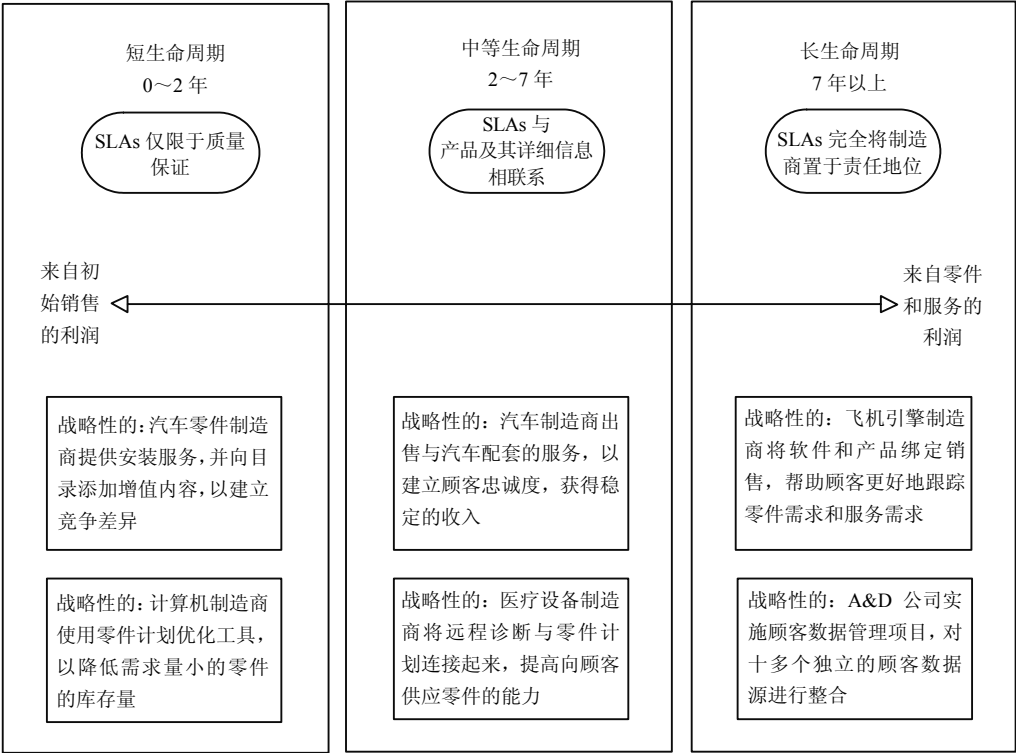 短生命周期
0～2 年
SLAs 仅限于质量
保证
中等生命周期
2～7 年
SLAs 与
产品及其详细信息
相联系
长生命周期
7 年以上
SLAs 完全将制造
商置于责任地位
来自初
始销售
的利润
来自零件
和服务的
利润
战略性的：汽车零件制造
商提供安装服务，并向目
录添加增值内容，以建立
竞争差异
战略性的：汽车制造商出
售与汽车配套的服务，以
建立顾客忠诚度，获得稳
定的收入
战略性的：飞机引擎制造
商将软件和产品绑定销
售，帮助顾客更好地跟踪
零件需求和服务需求
战略性的：计算机制造商
使用零件计划优化工具，
以降低需求量小的零件
的库存量
战略性的：医疗设备制造
商将远程诊断与零件计
划连接起来，提高向顾客
供应零件的能力
战略性的：A&D 公司实
施顾客数据管理项目，对
十多个独立的顾客数据
源进行整合